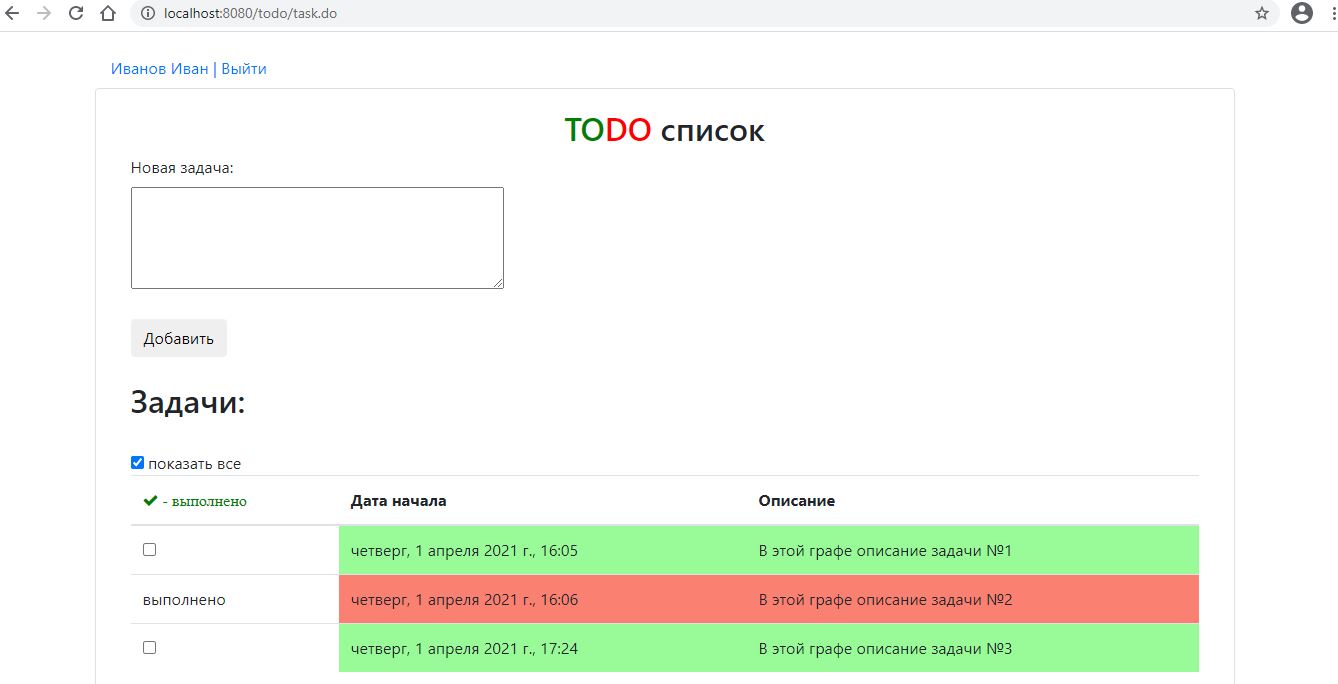 localhost:8080/todo/task.do
Иванов Иван | Выйти
TODO список
Новая задача:
Добавить
Задачи:
показать все
- выполнено Дата начала Описание
четверг, 1 апреля 2021 г., 16:05 В этой графе описание задачи №1
выполнено четверг, 1 апреля 2021 г., 16:06 В этой графе описание задачи №2
четверг, 1 апреля 2021 г., 17:24 В этой графе описание задачи №3